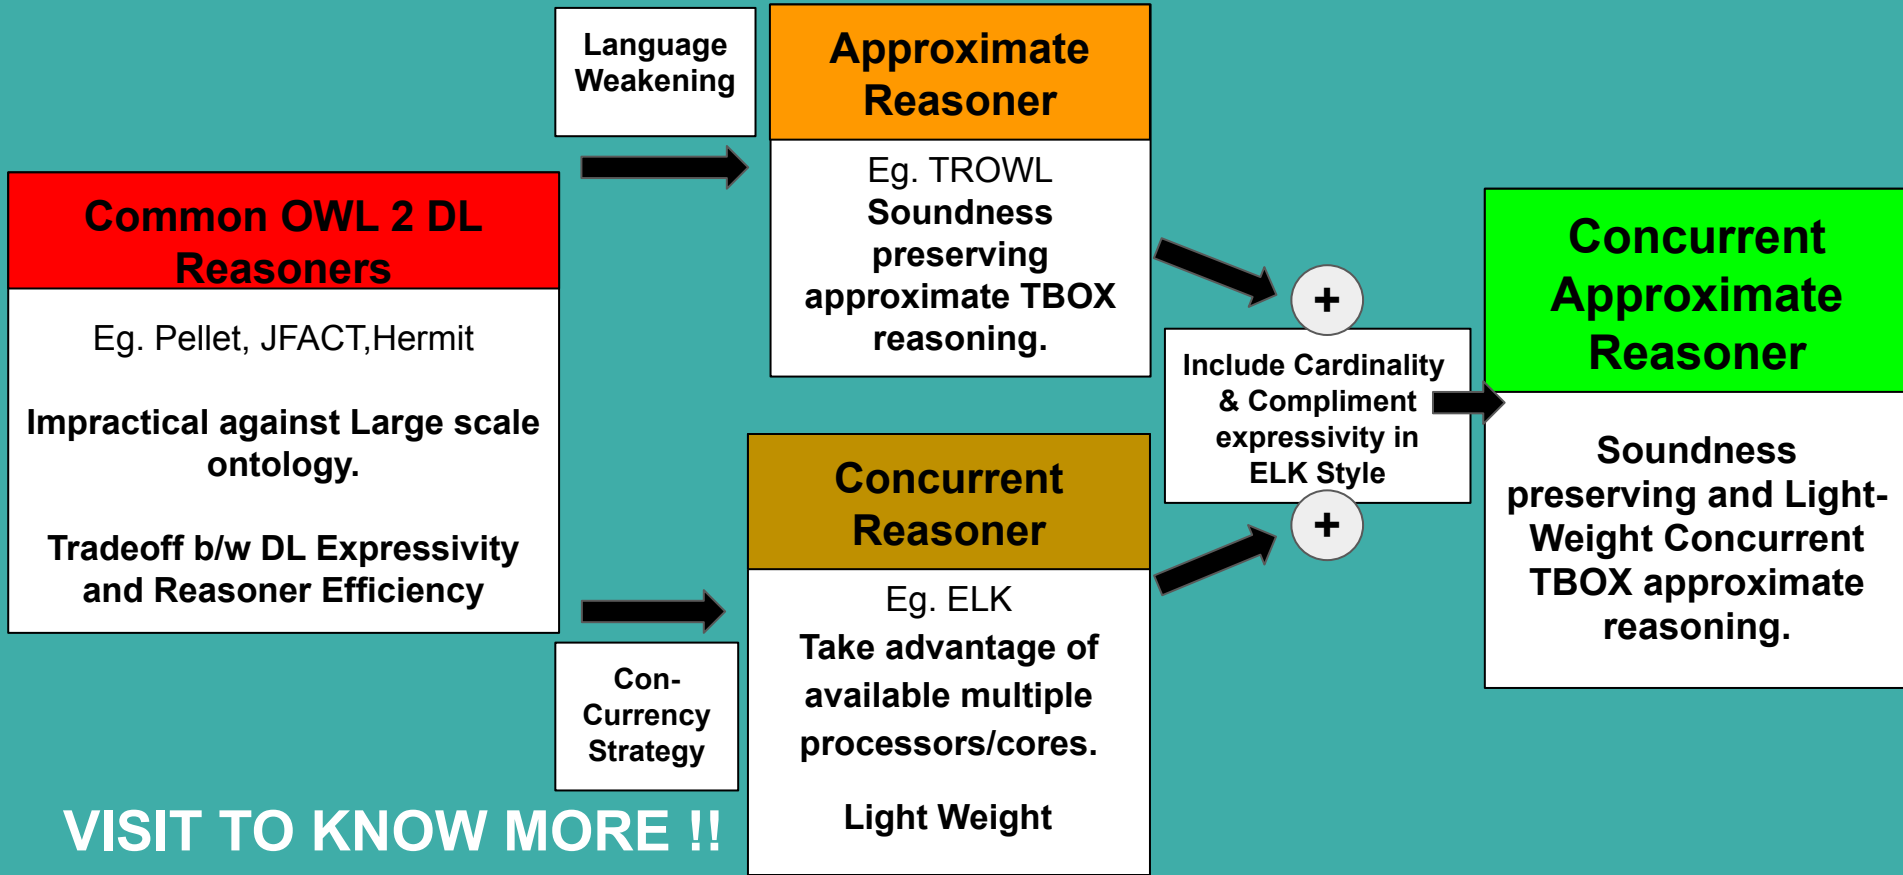 Language
Weakening
Approximate
Reasoner
Eg. TROWL
Soundness
preserving
approximate TBOX
reasoning.
Common OWL 2 DL
Reasoners
Eg. Pellet, JFACT,Hermit
Impractical against Large scale
ontology.
Tradeoff b/w DL Expressivity
and Reasoner Efficiency
Con-
Currency
Strategy
Concurrent
Reasoner
Eg. ELK
Take advantage of
available multiple
processors/cores.
Light Weight
+
Include Cardinality
& Compliment
expressivity in
ELK Style
+
Concurrent
Approximate
Reasoner
Soundness
preserving and Light-
Weight Concurrent
TBOX approximate
reasoning.
VISIT TO KNOW MORE !!